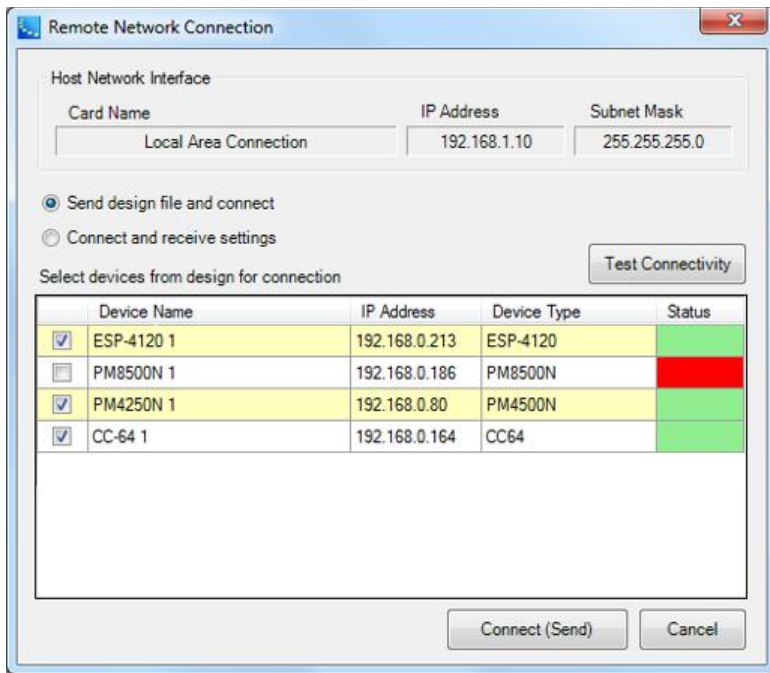 Remote Network Connection
X
Host Network Interface
Card Name IP Address Subnet Mask
Local Area Connection 192.168.1.10 255.255.255.0
Send design file and connect
Connect and receive settings
Test Connectivity
Select devices from design for connection
Device Name IP Address Device Type Status
ESP-4120 1 192.168.0.213 ESP-4120
PM8500N 1 192.168.0.186 PM8500N
PM4250N 1 192.168.0.80 PM4500N
CC-64 1 192.168.0.164 CC64
Connect (Send) Cancel